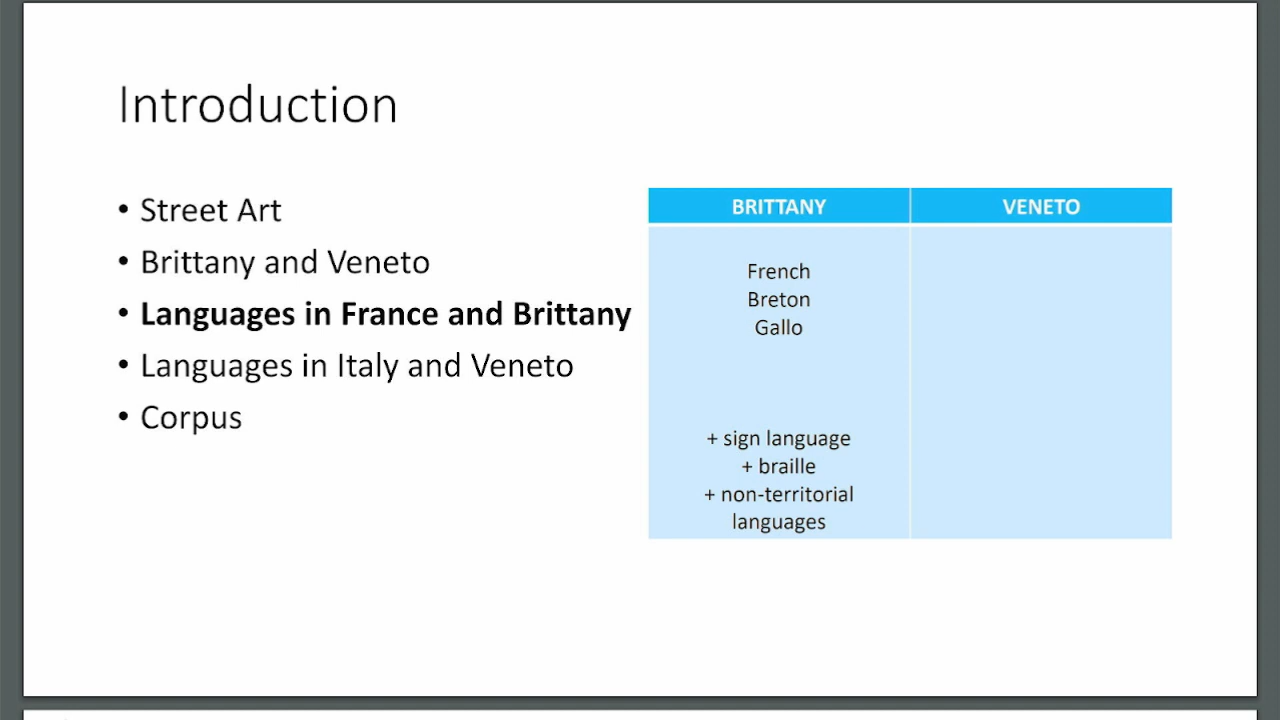 Introduction
• Street Art
• Brittany and Veneto
• Languages in France and Brittany
• Languages in Italy and Veneto
• Corpus
BRITTANY VENETO
French
Breton
Gallo
+ sign language
+ braille
+ non-territorial
languages